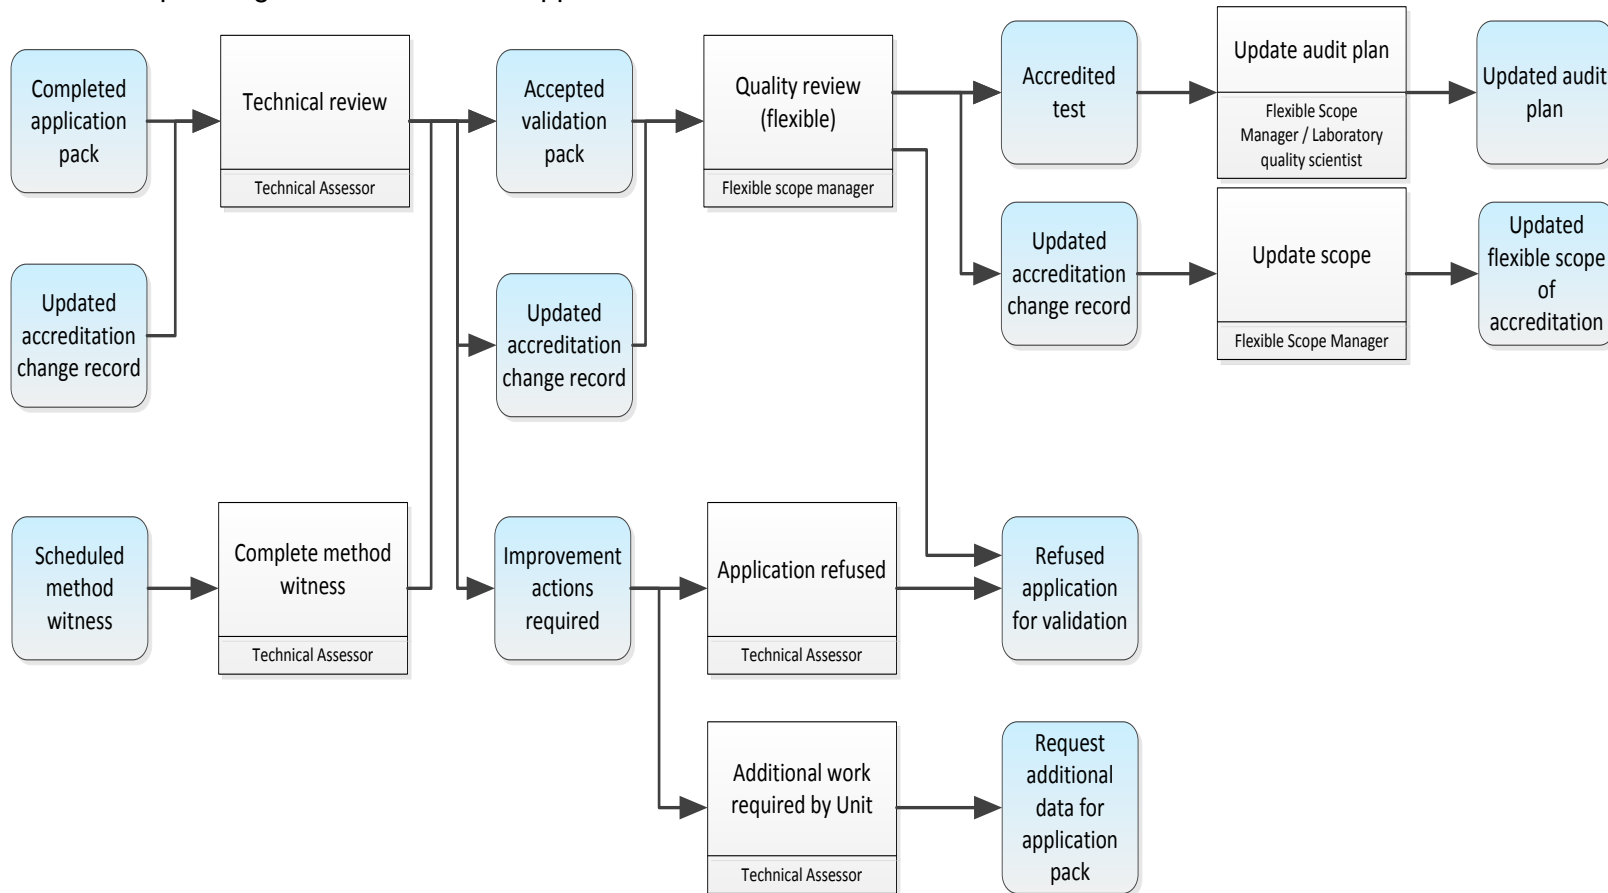 Completed
application
pack
Technical review
Technical Assessor
Accepted
validation
pack
Quality review
(flexible)
Flexible scope manager
Accredited
test
Update audit plan
Flexible Scope
Manager / Laboratory
quality scientist
Updated audit
plan
Updated
accreditation
change record
Updated
accreditation
change record
Updated
accreditation
change record
Update scope
Flexible Scope Manager
Updated
flexible scope
of
accreditation
Scheduled
method
witness
Complete method
witness
Technical Assessor
Improvement
actions
required
Application refused
Technical Assessor
Refused
application
for validation
Additional work
required by Unit
Technical Assessor
Request
additional
data for
application
pack